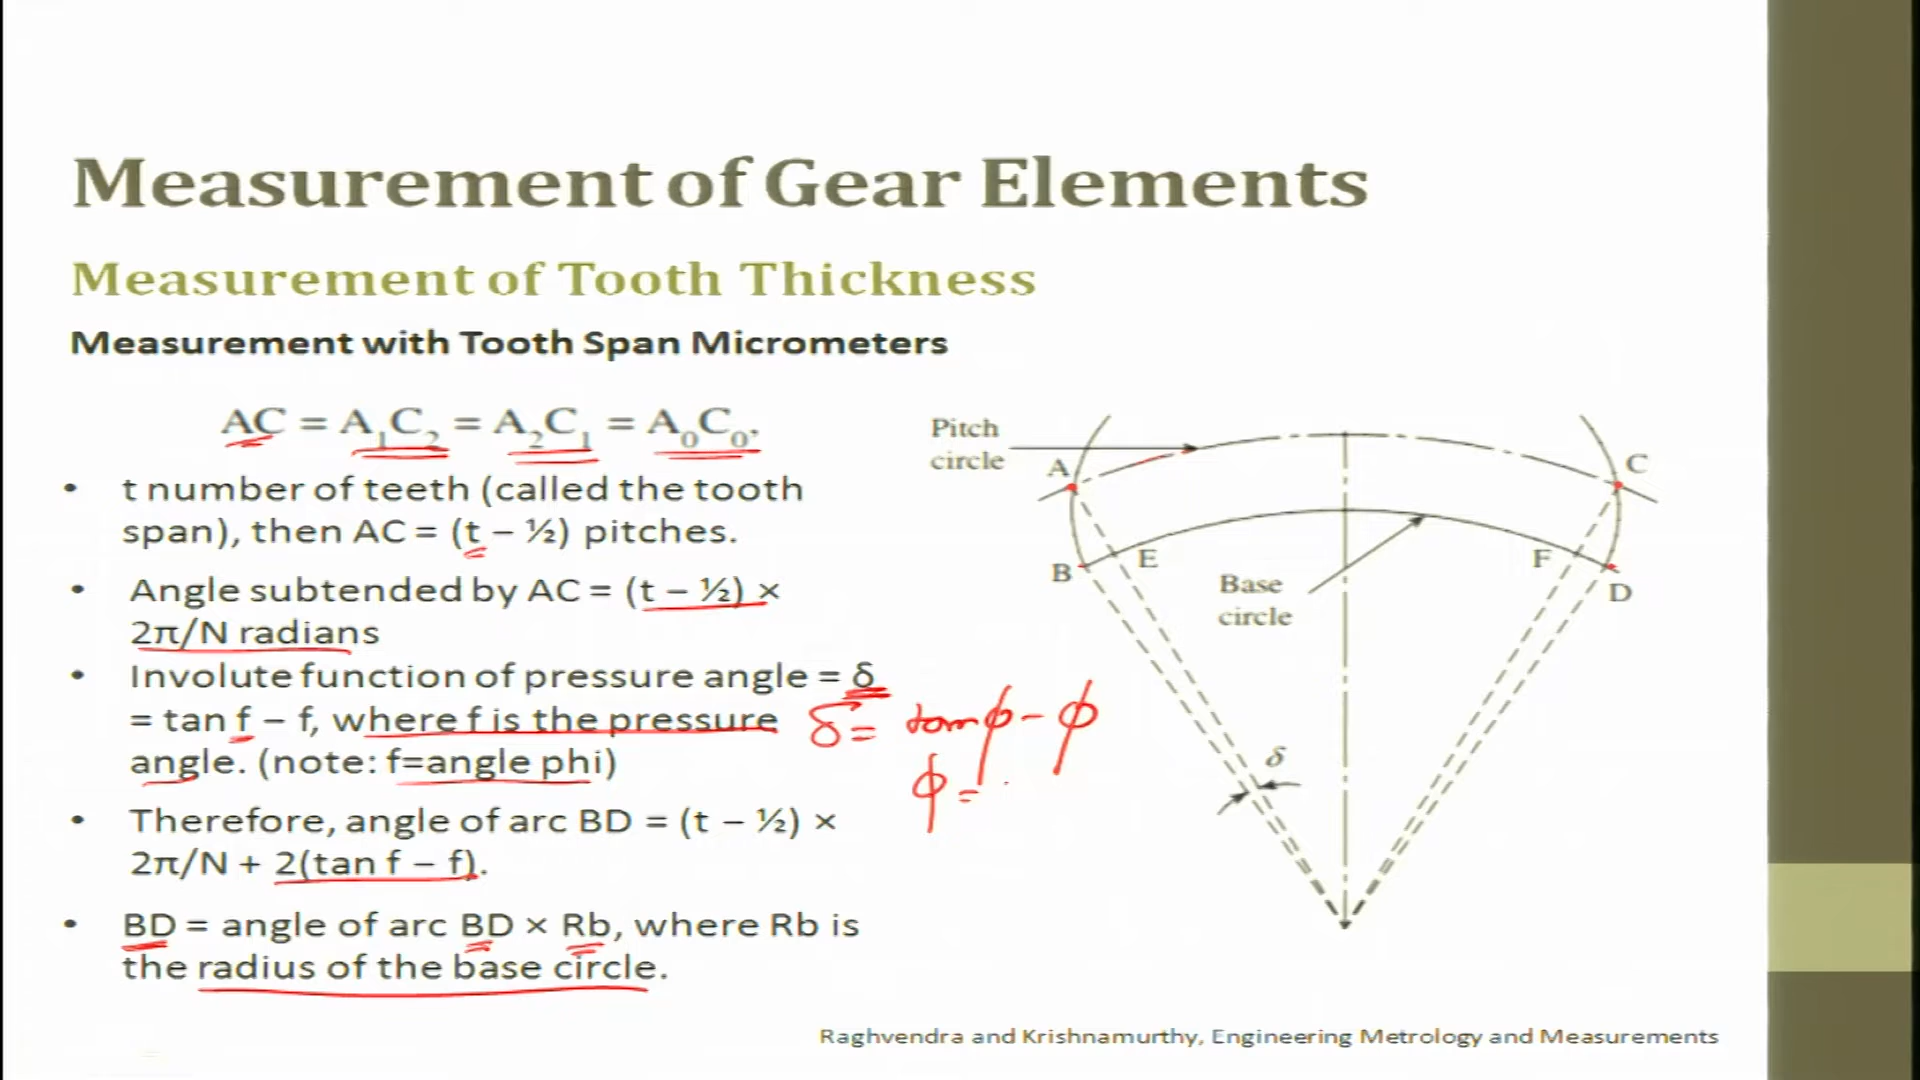 Measurement of Gear Elements
Measurement of Tooth Thickness
Measurement with Tooth Span Micrometers
AC = A₁C₂ = A₂C₁ = A₀C₀.
• t number of teeth (called the tooth
span), then AC = (t – ½) pitches.
• Angle subtended by AC = (t – ½) ×
2π/N radians
• Involute function of pressure angle = δ
= tan f – f, where f is the pressure
angle. (note: f=angle phi)
δ = tan ϕ – ϕ
ϕ =
• Therefore, angle of arc BD = (t – ½) ×
2π/N + 2(tan f – f).
• BD = angle of arc BD × Rb, where Rb is
the radius of the base circle.
Pitch
circle
A
C
B
E
F
D
Base
circle
δ
Raghvendra and Krishnamurthy, Engineering Metrology and Measurements